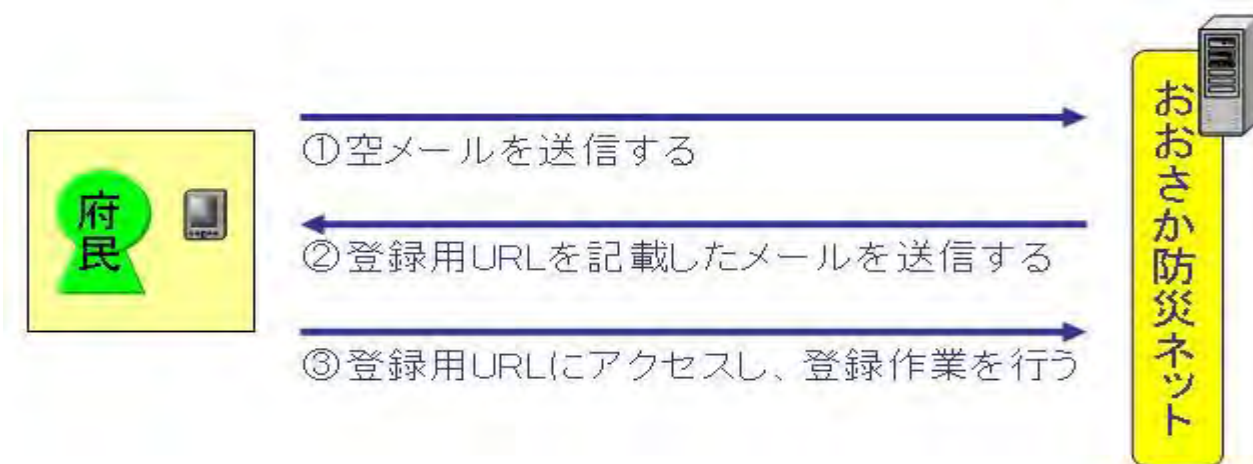 府民
①空メールを送信する
②登録用URLを記載したメールを送信する
③登録用URLにアクセスし、登録作業を行う
おおさか防災ネット